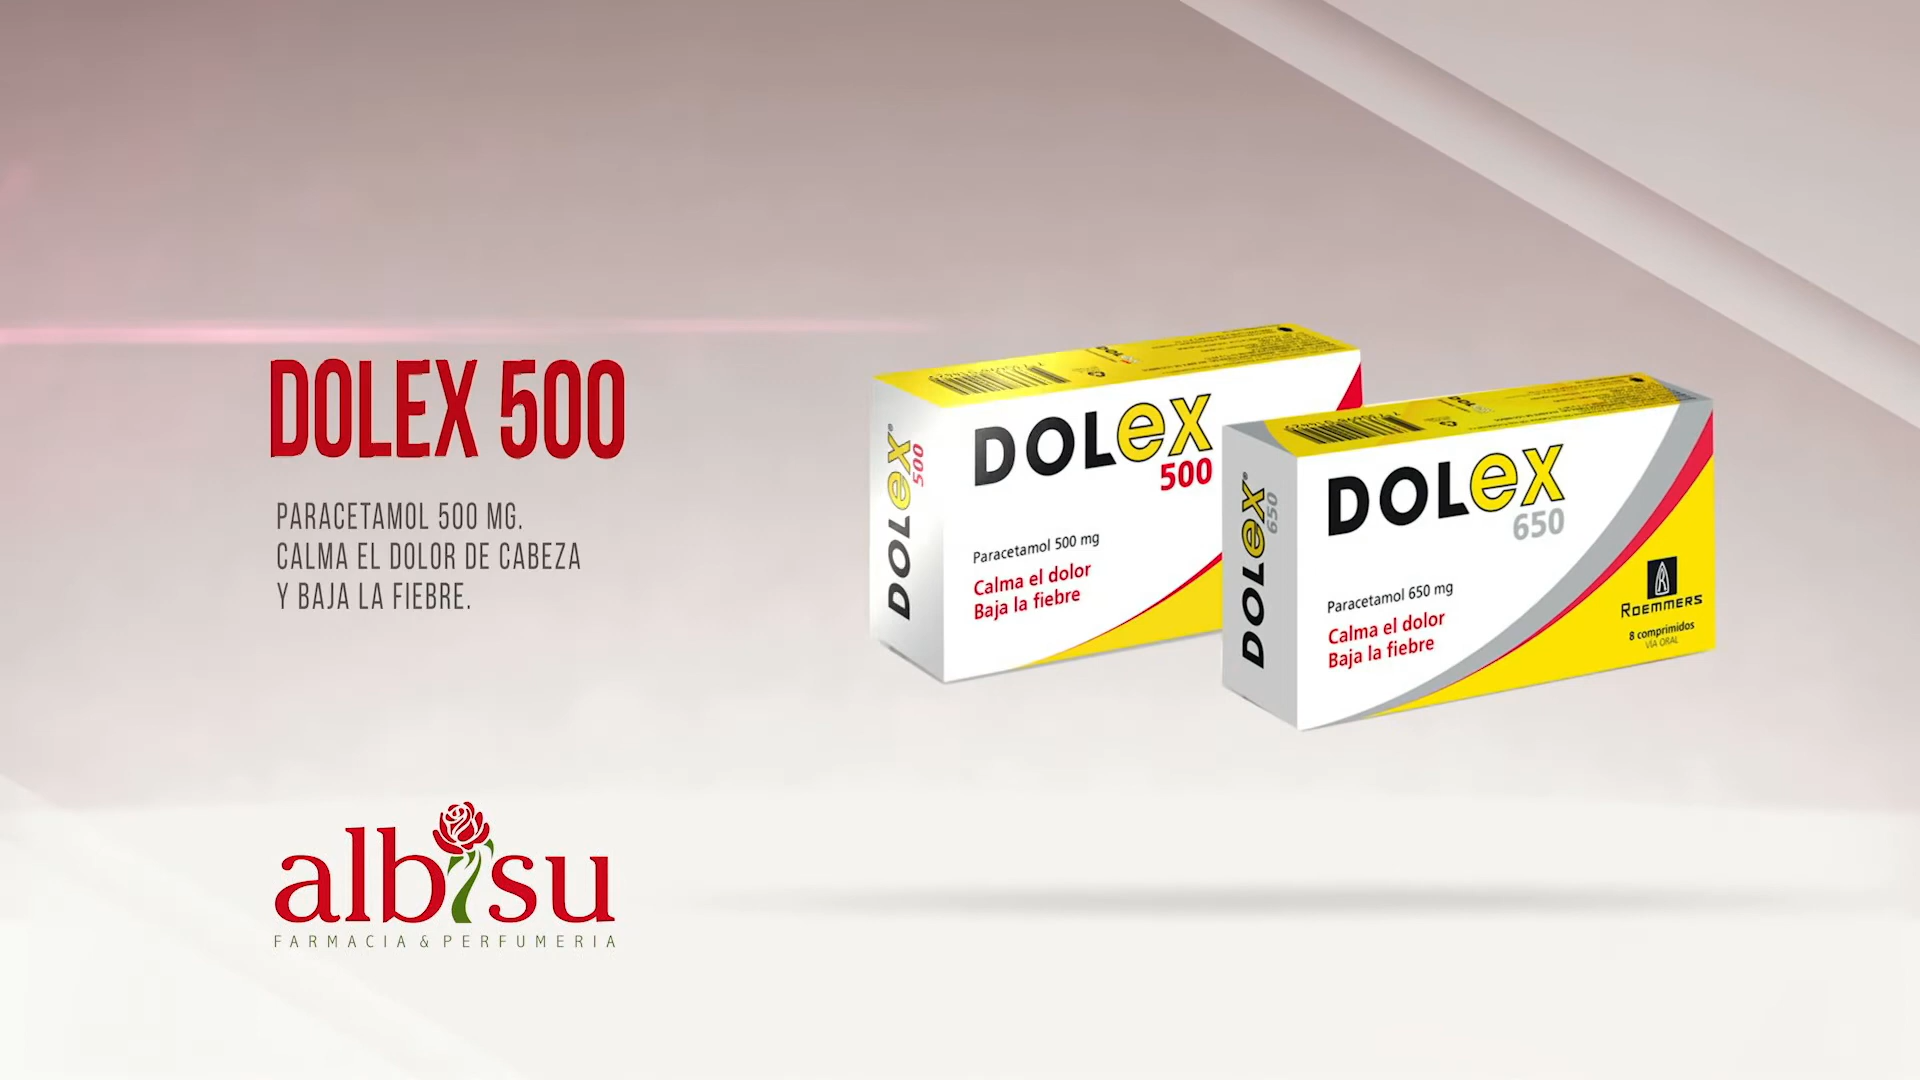 DOLEX 500
PARACETAMOL 500 MG.
CALMA EL DOLOR DE CABEZA
Y BAJA LA FIEBRE.
DOLex 500
DOLex
500
Paracetamol 500 mg
Calma el dolor
Baja la fiebre
DOLex 650
DOLex
650
Paracetamol 650 mg
Calma el dolor
Baja la fiebre
ROEMMERS
8 comprimidos
VÍA ORAL
albisu
FARMACIA & PERFUMERIA